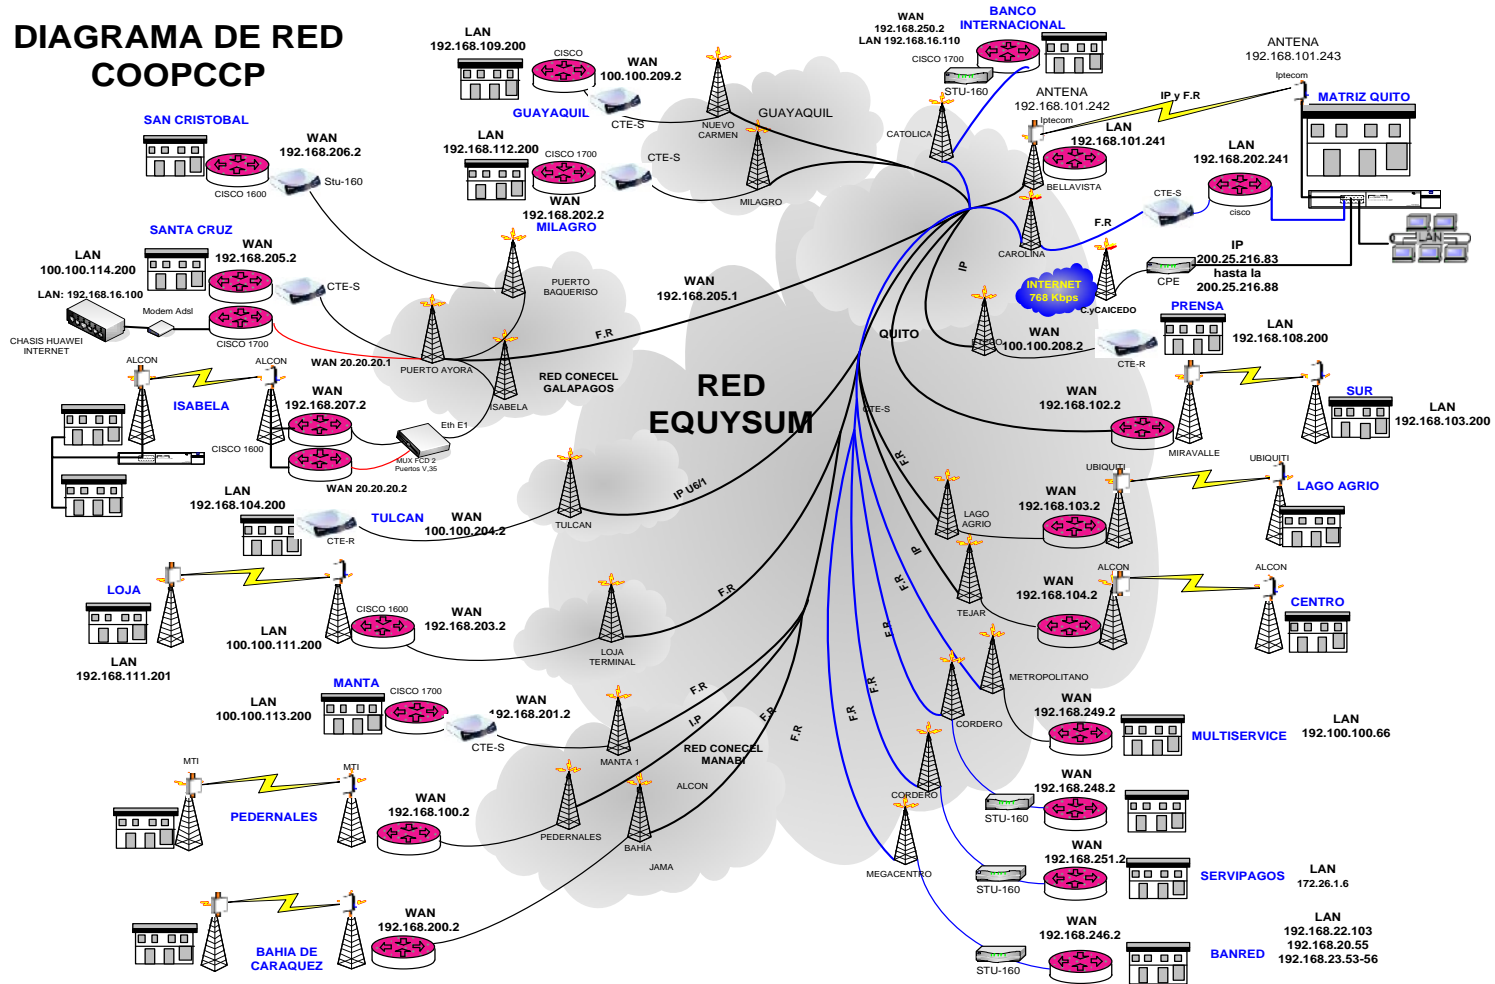 DIAGRAMA DE RED
COOPCCP
LAN
192.168.109.200
CISCO
WAN
100.100.209.2
GUAYAQUIL
CTE-S
NUEVO
CARMEN
GUAYAQUIL
LAN
192.168.112.200
CISCO 1700
CTE-S
WAN
192.168.202.2
MILAGRO
MILAGRO
WAN
192.168.250.2
LAN 192.168.16.110
CISCO 1700
BANCO
INTERNACIONAL
STU-160
CATOLICA
ANTENA
192.168.101.242
Iptecom
LAN
192.168.101.241
BELLAVISTA
IP y F.R
ANTENA
192.168.101.243
Iptecom
MATRIZ QUITO
LAN
192.168.202.241
CTE-S
cisco
F.R
CAROLINA
LAN
IP
200.25.216.83
hasta la
200.25.216.88
CPE
INTERNET
768 Kbps
C.yCAICEDO
SAN CRISTOBAL
WAN
192.168.206.2
CISCO 1600
Stu-160
SANTA CRUZ
LAN
100.100.114.200
WAN
192.168.205.2
CTE-S
LAN: 192.168.16.100
Modem Adsl
CHASIS HUAWEI
INTERNET
CISCO 1700
WAN 20.20.20.1
PUERTO
BAQUERISO
PUERTO AYORA
ISABELA
RED CONECEL
GALAPAGOS
WAN
192.168.205.1
F.R
ALCON
ALCON
ISABELA
WAN
192.168.207.2
CISCO 1600
Eth E1
MUX FCD 2
Puertos V,35
WAN 20.20.20.2
RED
EQUYSUM
QUITO
IP
WAN
100.100.208.2
CTE-R
PRENSA
LAN
192.168.108.200
CTE-S
WAN
192.168.102.2
MIRAVALLE
SUR
LAN
192.168.103.200
LAN
192.168.104.200
TULCAN
CTE-R
WAN
100.100.204.2
TULCAN
IP U6/1
F.R
LAGO
AGRIO
WAN
192.168.103.2
UBIQUITI
UBIQUITI
LAGO AGRIO
IP
TEJAR
WAN
192.168.104.2
ALCON
ALCON
CENTRO
LOJA
LAN
192.168.111.201
LAN
100.100.111.200
CISCO 1600
WAN
192.168.203.2
LOJA
TERMINAL
F.R
F.R
F.R
F.R
F.R
METROPOLITANO
WAN
192.168.249.2
MULTISERVICE
LAN
192.100.100.66
MANTA
LAN
100.100.113.200
CISCO 1700
CTE-S
WAN
192.168.201.2
MANTA 1
F.R
I.P
F.R
F.R
RED CONECEL
MANABI
ALCON
CORDERO
WAN
192.168.248.2
STU-160
MTI
MTI
PEDERNALES
WAN
192.168.100.2
PEDERNALES
BAHÍA
JAMA
CORDERO
WAN
192.168.251.2
STU-160
SERVIPAGOS
LAN
172.26.1.6
MEGACENTRO
BAHIA DE
CARAQUEZ
WAN
192.168.200.2
WAN
192.168.246.2
STU-160
BANRED
LAN
192.168.22.103
192.168.20.55
192.168.23.53-56